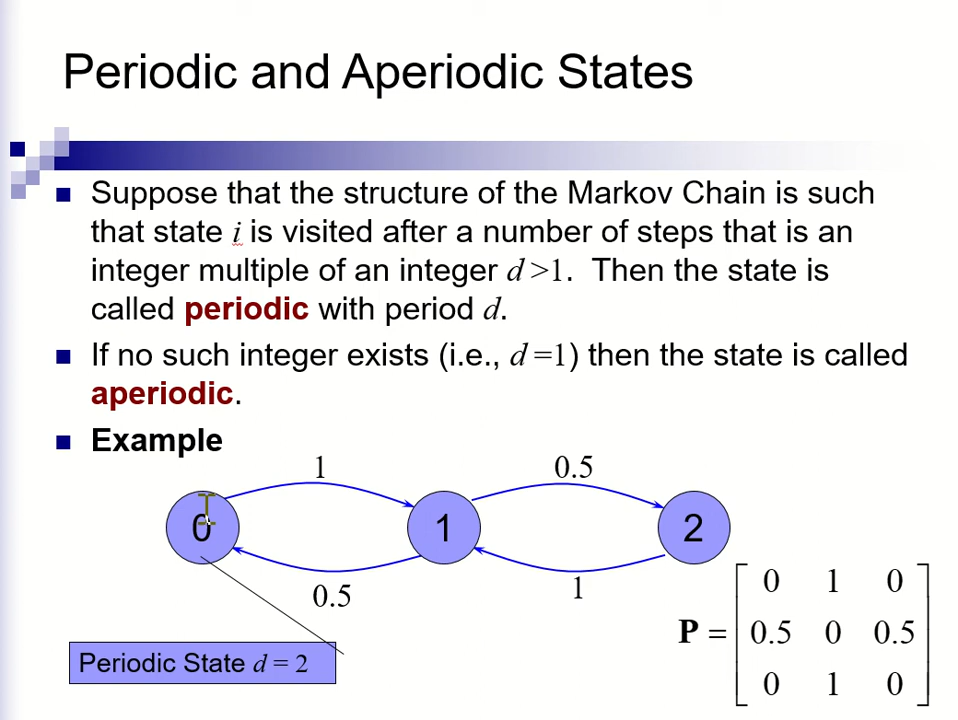 Periodic and Aperiodic States
Suppose that the structure of the Markov Chain is such
that state i is visited after a number of steps that is an
integer multiple of an integer d >1. Then the state is
called periodic with period d.
If no such integer exists (i.e., d =1) then the state is called
aperiodic.
Example
1
0.5
0
1
2
0.5
1
Periodic State d = 2
P =
0 1 0
0.5 0 0.5
0 1 0